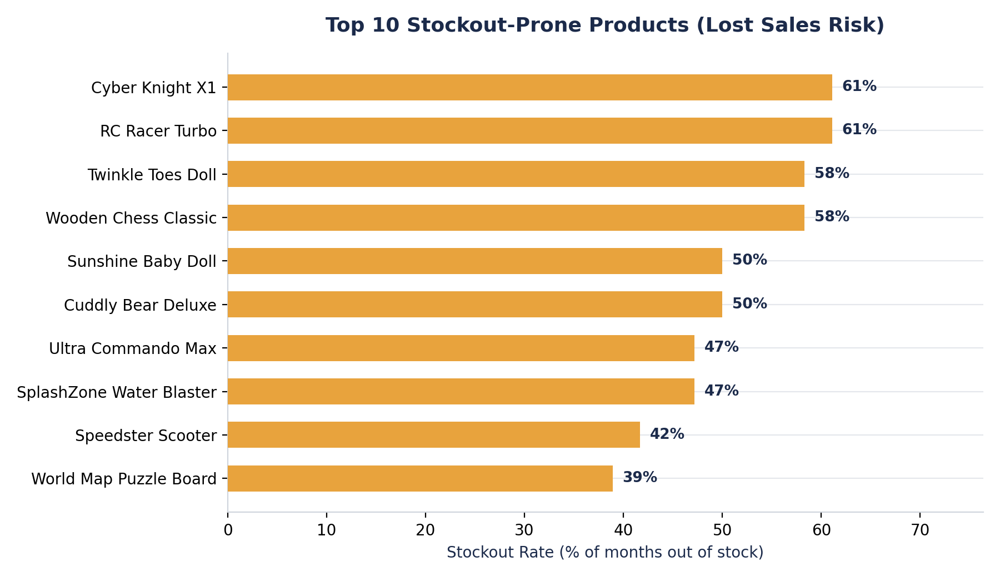 Top 10 Stockout-Prone Products (Lost Sales Risk)
Cyber Knight X1 61%
RC Racer Turbo 61%
Twinkle Toes Doll 58%
Wooden Chess Classic 58%
Sunshine Baby Doll 50%
Cuddly Bear Deluxe 50%
Ultra Commando Max 47%
SplashZone Water Blaster 47%
Speedster Scooter 42%
World Map Puzzle Board 39%
0 10 20 30 40 50 60 70
Stockout Rate (% of months out of stock)